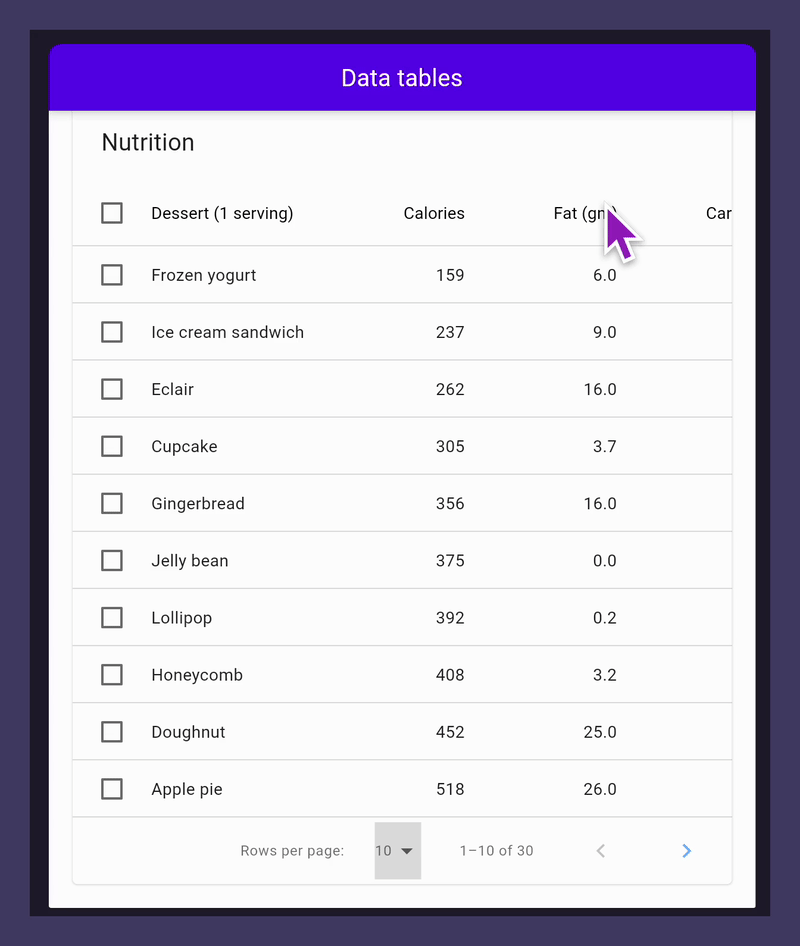 Data tables
Nutrition
Dessert (1 serving) Calories Fat (gm) Car
Frozen yogurt 159 6.0
Ice cream sandwich 237 9.0
Eclair 262 16.0
Cupcake 305 3.7
Gingerbread 356 16.0
Jelly bean 375 0.0
Lollipop 392 0.2
Honeycomb 408 3.2
Doughnut 452 25.0
Apple pie 518 26.0
Rows per page: 10 1–10 of 30